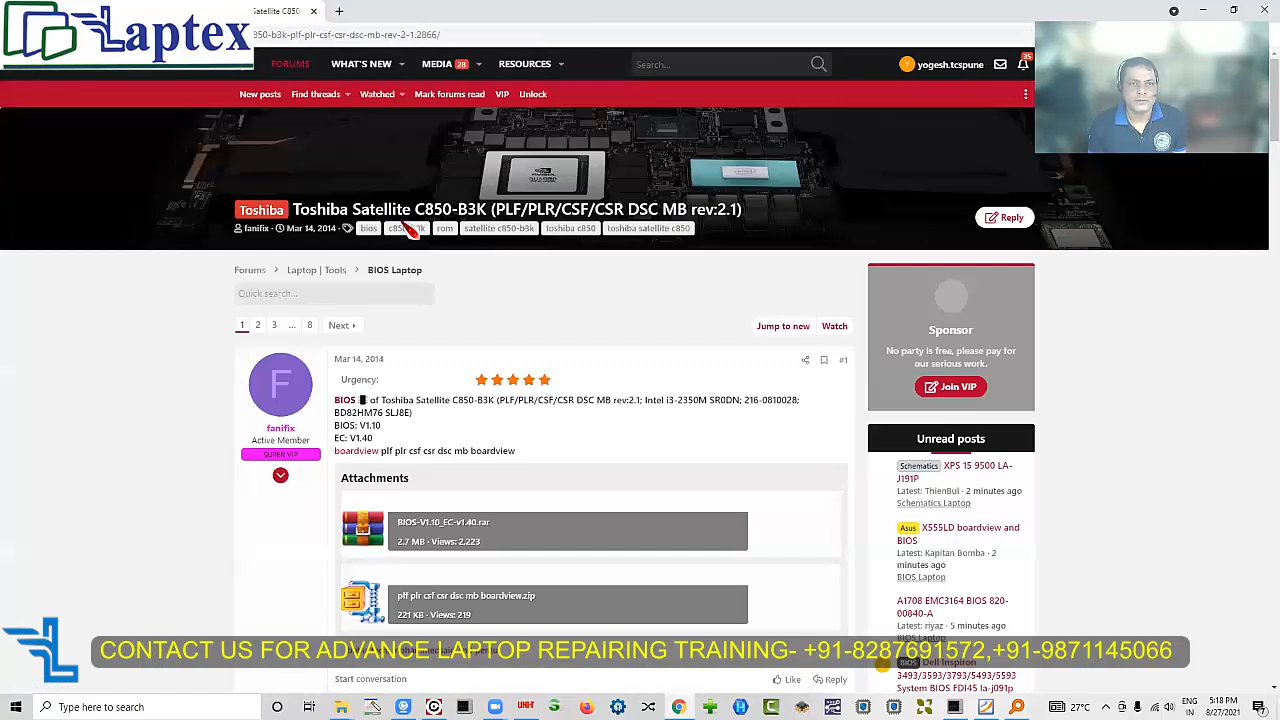 Laptex
Satellite C850
850-b3k-plf-plr-csf-csr-dsc-mb-rev-2-1.2866/
FORUMS WHAT'S NEW MEDIA 28 RESOURCES Search... yogesh.tcspune 35
New posts Find threads Watched Mark forums read VIP Unlock
Toshiba Toshiba Satellite C850-B3K (PLF/PLR/CSF/CSR DSC MB rev:2.1)
Reply
fanifix · Mar 14, 2014 · bios rom satellite c850-b3k toshiba c850 toshiba satellite c850
Forums > Laptop | Tools > BIOS Laptop
Quick search...
1 2 3 ... 8 Next
Jump to new Watch
F
fanifix
Active Member
SUPER VIP
Mar 14, 2014
#1
Urgency:
BIOS of Toshiba Satellite C850-B3K (PLF/PLR/CSF/CSR DSC MB rev:2.1; Intel i3-2350M SR0DN; 216-0810028;
BD82HM76 SLJ8E)
BIOS: V1.10
EC: V1.40
boardview plf plr csf csr dsc mb boardview
Attachments
BIOS-V1.10_EC-v1.40.rar
2.7 MB · Views: 2,223
plf plr csf csr dsc mb boardview.zip
221 KB · Views: 219
Start conversation
Like Reply
Sponsor
No party is free, please pay for
our serious work.
Join VIP
Unread posts
Schematics XPS 15 9500 LA-
J191P
Latest: ThienBui · 2 minutes ago
Schematics Laptop
Asus X555LD boardview and
BIOS
Latest: Kapitan Bomba · 2
minutes ago
BIOS Laptop
A1708 EMC3164 BIOS 820-
00840-A
Latest: riyaz · 5 minutes ago
BIOS Laptop
BIOS Dell Inspiron
3493/3593/3793/5493/5593
System BIOS FDI45 la-j091p
CONTACT US FOR ADVANCE LAPTOP REPAIRING TRAINING- +91-8287691572,+91-9871145066
Type here to search
27°C
ENG
IN
5:18 PM
8/27/2021